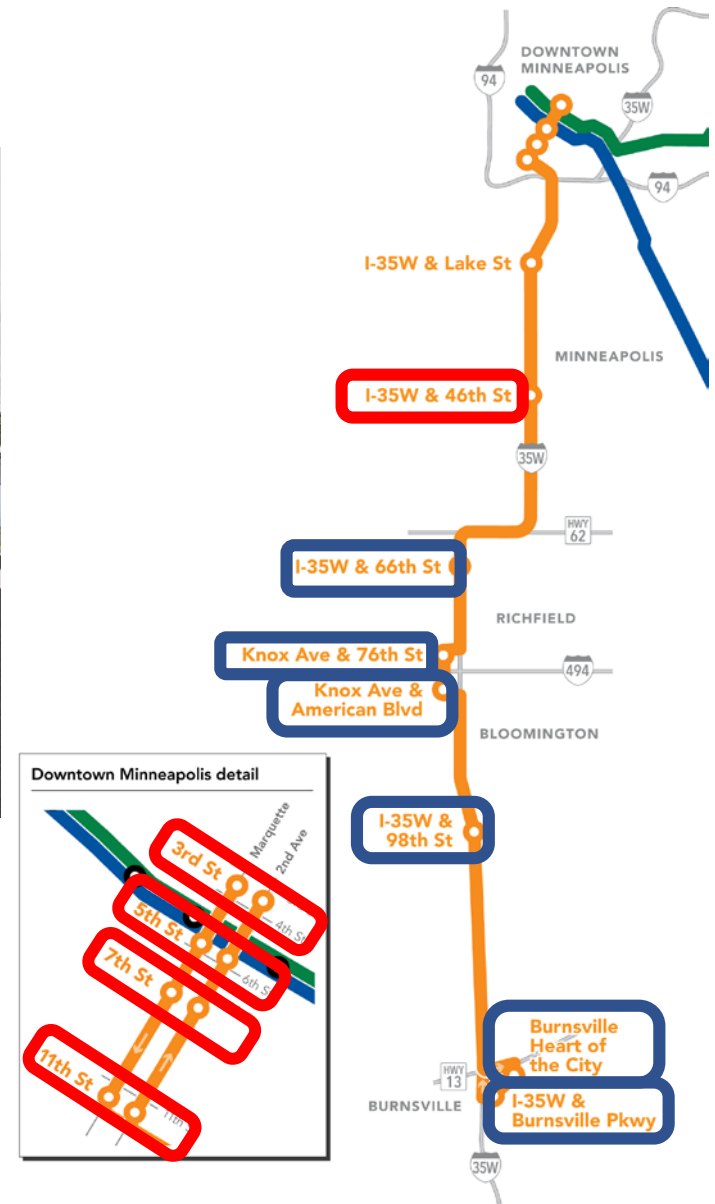 DOWNTOWN
MINNEAPOLIS
94
35W
94
I-35W & Lake St
MINNEAPOLIS
I-35W & 46th St
35W
HWY
62
I-35W & 66th St
RICHFIELD
Knox Ave & 76th St
494
Knox Ave &
American Blvd
BLOOMINGTON
I-35W &
98th St
Burnsville
Heart of
the City
HWY
13
BURNSVILLE
I-35W &
Burnsville Pkwy
35W
Downtown Minneapolis detail
Marquette
2nd Ave
3rd St
4th St
5th St
6th S
7th St
11th St
11th